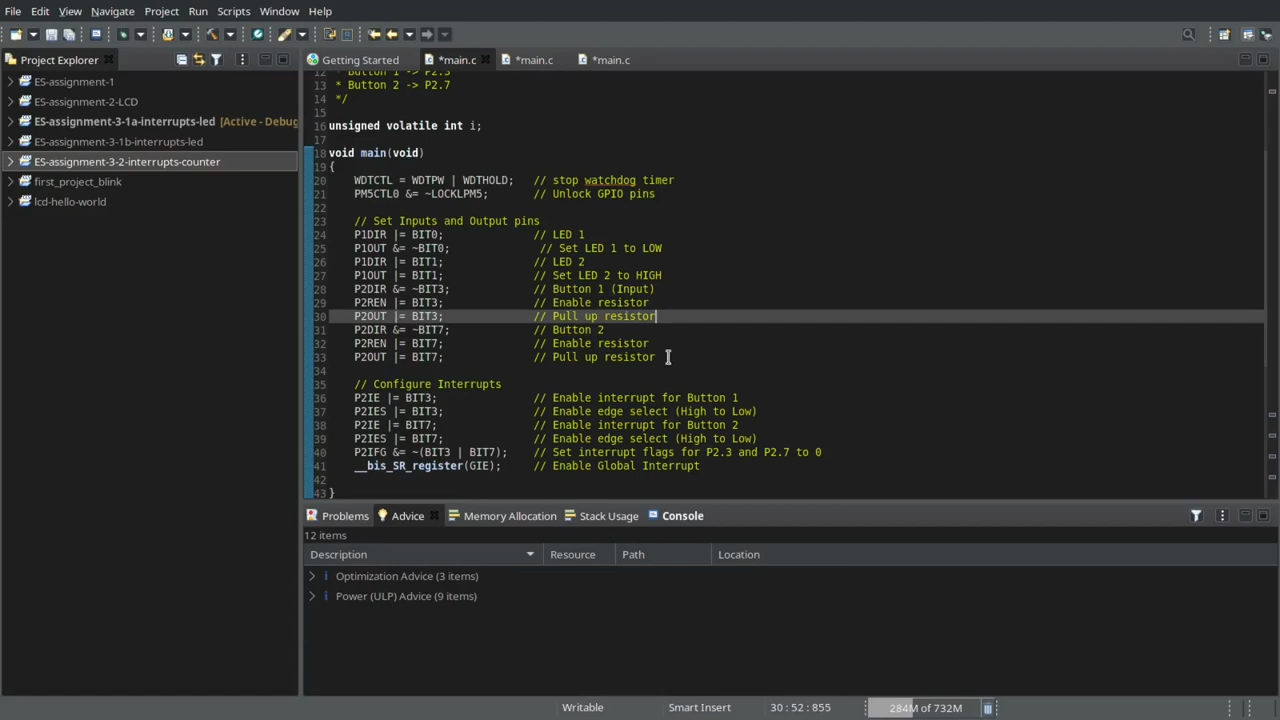 File Edit View Navigate Project Run Scripts Window Help
Project Explorer
Getting Started *main.c *main.c *main.c
ES-assignment-1
ES-assignment-2-LCD
ES-assignment-3-1a-interrupts-led [Active - Debug
ES-assignment-3-1b-interrupts-led
ES-assignment-3-2-interrupts-counter
first_project_blink
lcd-hello-world
12 * Button 1 -> P2.3
13 * Button 2 -> P2.7
14 */
15
16 unsigned volatile int i;
17
18 void main(void)
19 {
20 WDTCTL = WDTPW | WDTHOLD; // stop watchdog timer
21 PM5CTL0 &= ~LOCKLPM5; // Unlock GPIO pins
22
23 // Set Inputs and Output pins
24 P1DIR |= BIT0; // LED 1
25 P1OUT &= ~BIT0; // Set LED 1 to LOW
26 P1DIR |= BIT1; // LED 2
27 P1OUT |= BIT1; // Set LED 2 to HIGH
28 P2DIR &= ~BIT3; // Button 1 (Input)
29 P2REN |= BIT3; // Enable resistor
30 P2OUT |= BIT3; // Pull up resistor
31 P2DIR &= ~BIT7; // Button 2
32 P2REN |= BIT7; // Enable resistor
33 P2OUT |= BIT7; // Pull up resistor
34
35 // Configure Interrupts
36 P2IE |= BIT3; // Enable interrupt for Button 1
37 P2IES |= BIT3; // Enable edge select (High to Low)
38 P2IE |= BIT7; // Enable interrupt for Button 2
39 P2IES |= BIT7; // Enable edge select (High to Low)
40 P2IFG &= ~(BIT3 | BIT7); // Set interrupt flags for P2.3 and P2.7 to 0
41 __bis_SR_register(GIE); // Enable Global Interrupt
42
43 }
Problems Advice Memory Allocation Stack Usage Console
12 items
Description Resource Path Location
Optimization Advice (3 items)
Power (ULP) Advice (9 items)
Writable Smart Insert 30 : 52 : 855 284M of 732M